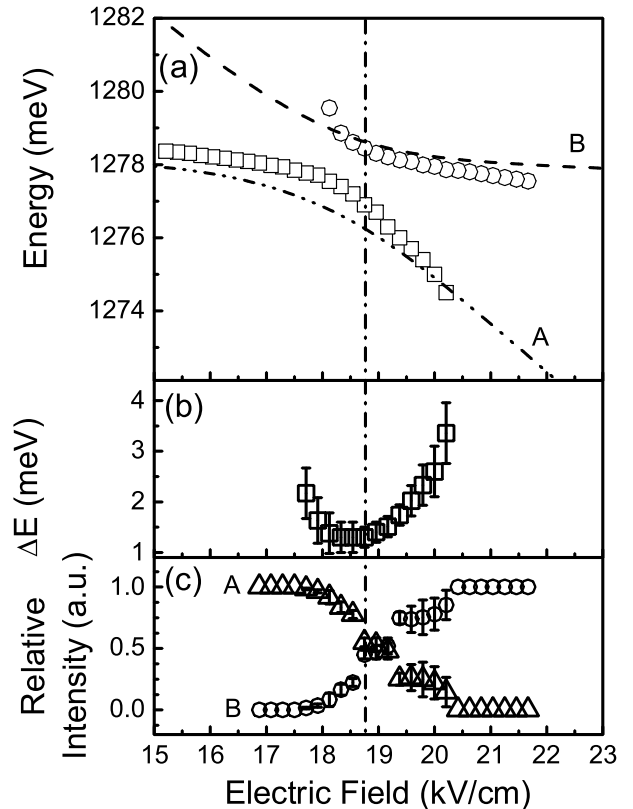 1282
1280
1278
1276
1274
Energy (meV)
(a)
B
A
4
3
2
1
ΔE (meV)
(b)
1.0
0.5
0.0
Relative
Intensity (a.u.)
(c)
A
B
15 16 17 18 19 20 21 22 23
Electric Field (kV/cm)